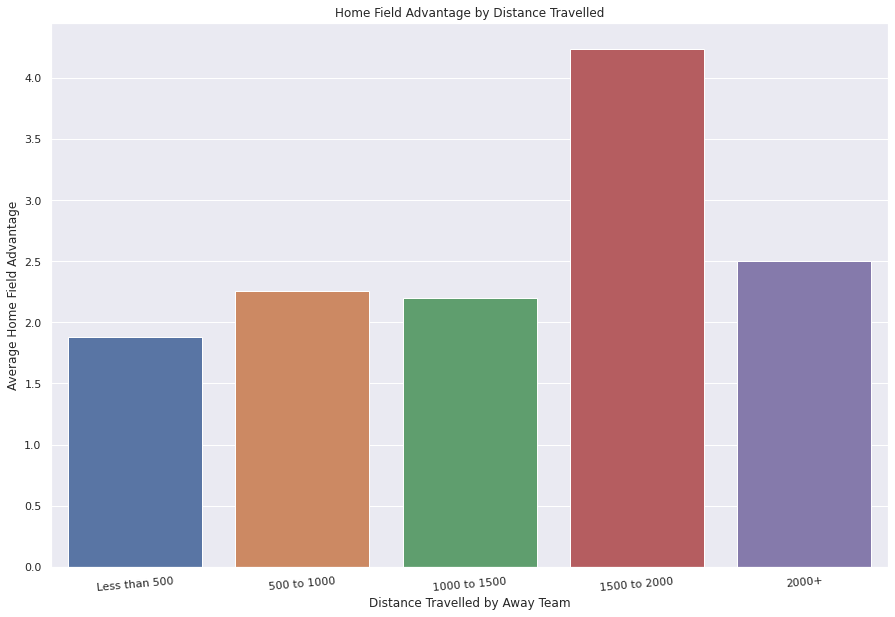 Home Field Advantage by Distance Travelled
4.0
3.5
3.0
2.5
2.0
1.5
1.0
0.5
0.0
Average Home Field Advantage
Less than 500
500 to 1000
1000 to 1500
1500 to 2000
2000+
Distance Travelled by Away Team